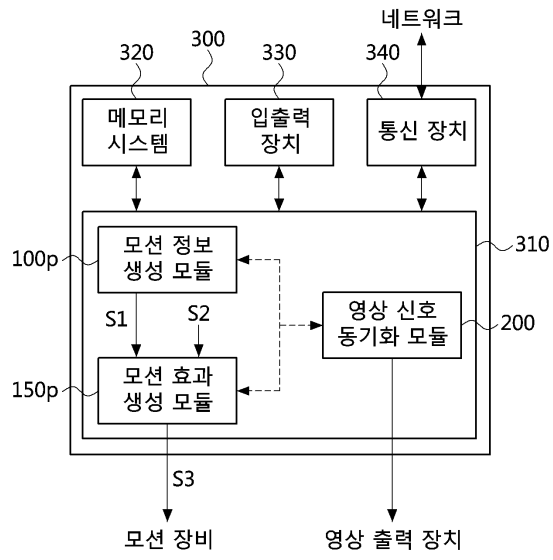 네트워크
320
300
330
340
메모리
시스템
입출력
장치
통신 장치
310
100p
모션 정보
생성 모듈
S1
S2
영상 신호
동기화 모듈
200
150p
모션 효과
생성 모듈
S3
모션 장비
영상 출력 장치